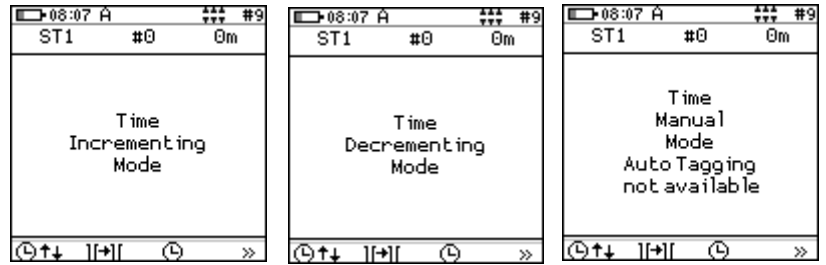 08:07 A #9
ST1 #0 0m
Time
Incrementing
Mode
»
08:07 A #9
ST1 #0 0m
Time
Decrementing
Mode
»
08:07 A #9
ST1 #0 0m
Time
Manual
Mode
Auto Tagging
not available
»